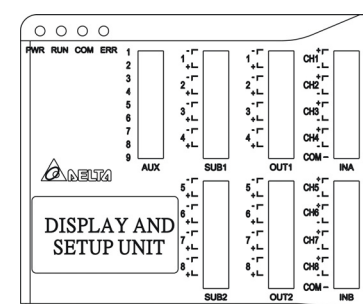 PWR RUN COM ERR
1
2
3
4
5
6
7
8
9
AUX
1 - +
2 - +
3 - +
4 - +
SUB1
1 - +
2 - +
3 - +
4 - +
OUT1
CH1 + -
CH2 + -
CH3 + -
CH4 + -
COM -
INA
DELTA
DISPLAY AND
SETUP UNIT
5 - +
6 - +
7 - +
8 - +
SUB2
5 - +
6 - +
7 - +
8 - +
OUT2
CH5 + -
CH6 + -
CH7 + -
CH8 + -
COM -
INB